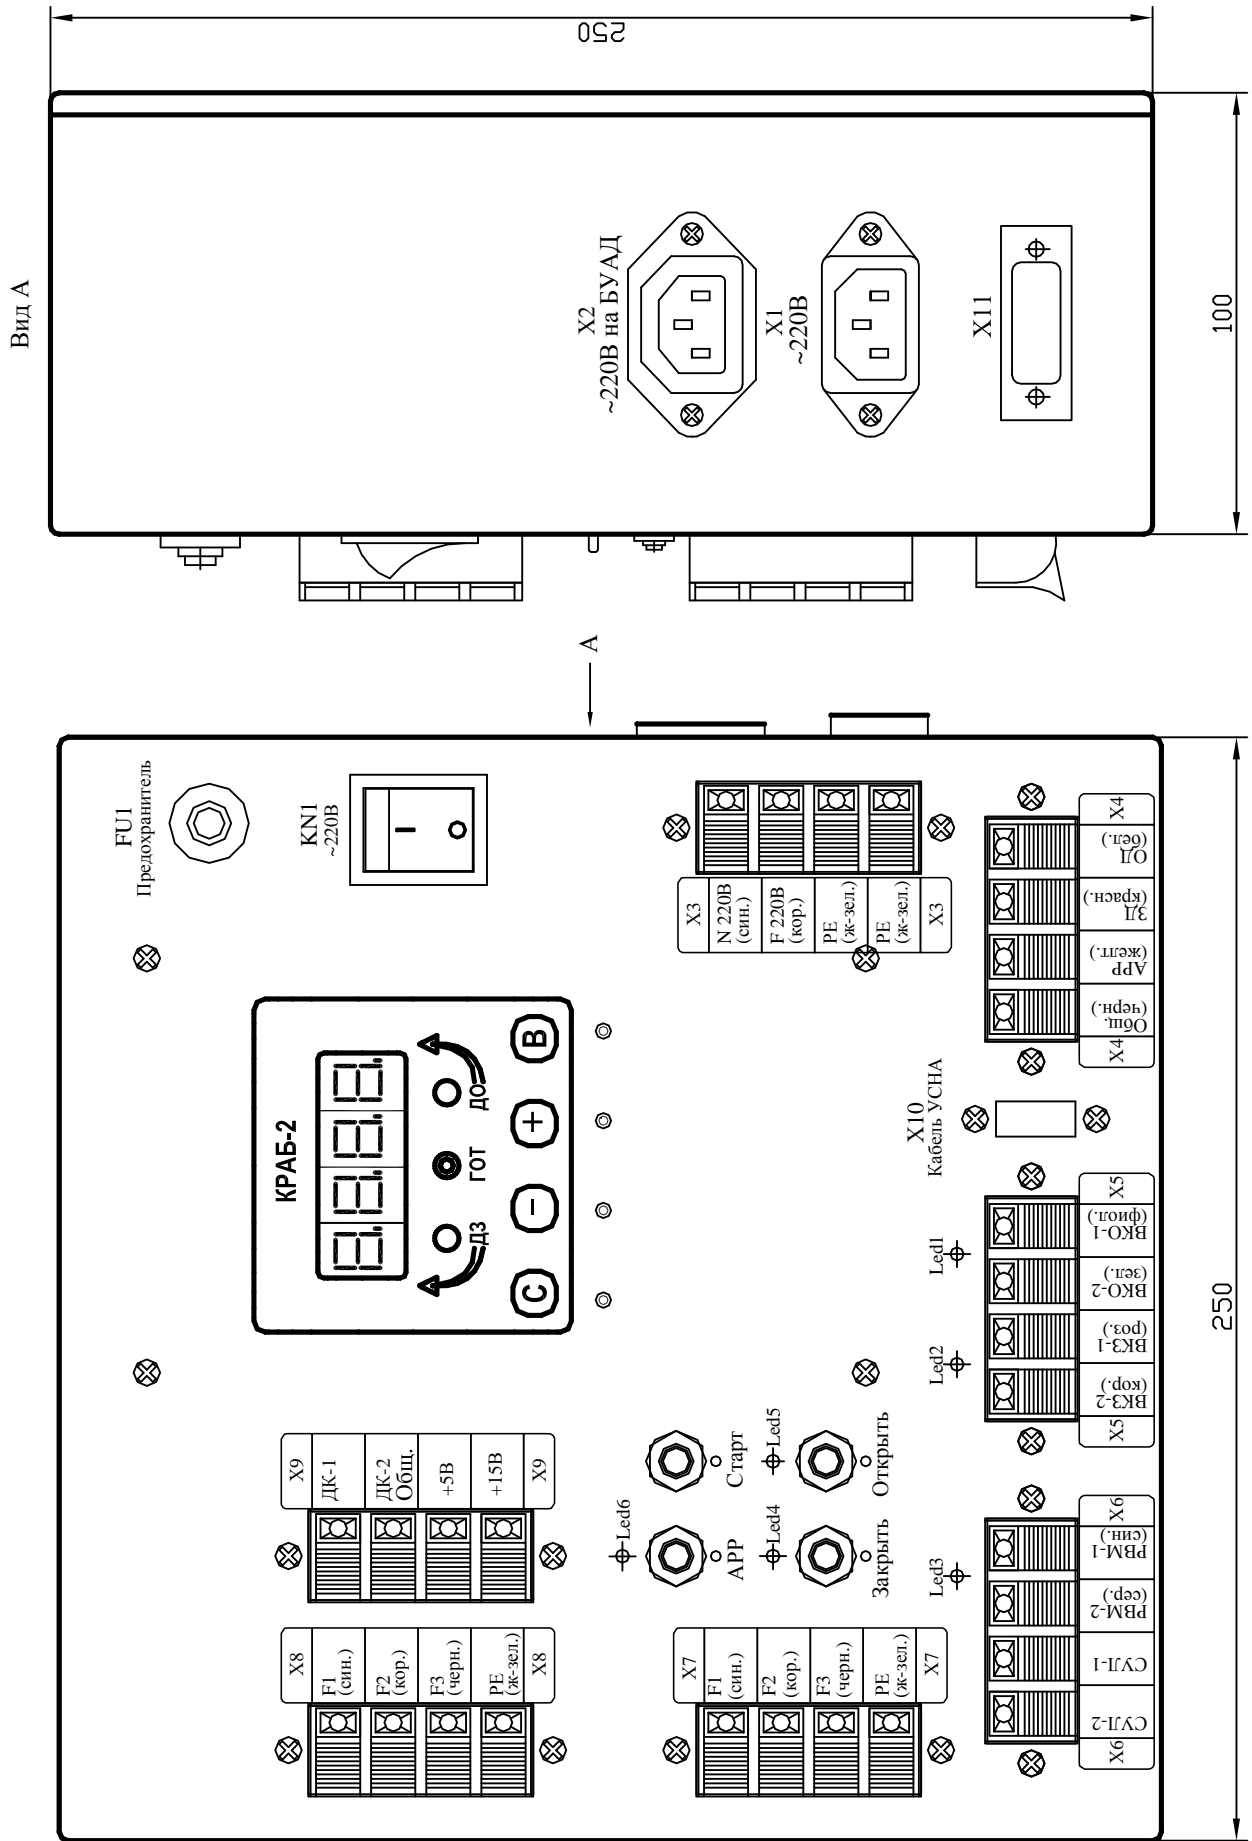 Вид А
250
X2
~220В на БУАД
X1
~220В
X11
100
А
FU1
Предохранитель
KN1
~220В
КРАБ-2
ДЗ
ГОТ
ДО
С
-
+
В
X9
ДК-1
ДК-2
Общ.
+5В
+15В
X9
X8
F1
(син.)
F2
(кор.)
F3
(черн.)
PE
(ж-зел.)
X8
X3
N 220В
(син.)
F 220В
(кор.)
PE
(ж-зел.)
PE
(ж-зел.)
X3
Led6
АРР
Старт
Led4
Led5
Закрыть
Открыть
X7
F1
(син.)
F2
(кор.)
F3
(черн.)
PE
(ж-зел.)
X7
Led3
Led2
Led1
X10
Кабель УСНА
X4
ОД
(бел.)
ЗД
(красн.)
АРР
(желт.)
Общ.
(черн.)
X4
X5
ВКО-1
(фиол.)
ВКО-2
(зел.)
ВКЗ-1
(роз.)
ВКЗ-2
(кор.)
X5
X6
РВМ-1
(син.)
РВМ-2
(сер.)
СУЛ-1
СУЛ-2
X6
250